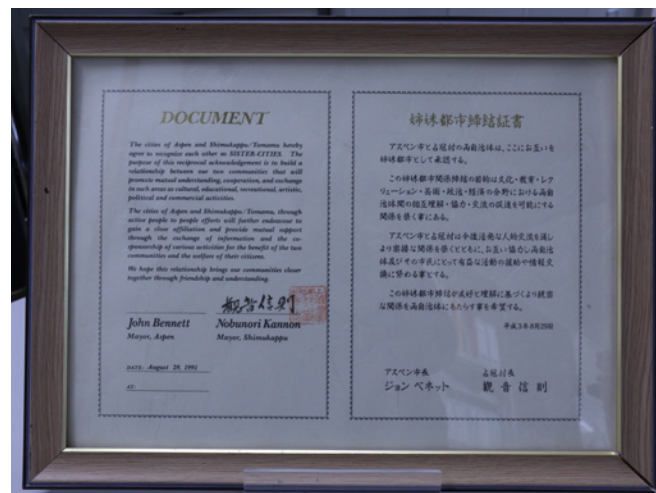 DOCUMENT
The cities of Aspen and Shimukappu/Tomamu hereby
agree to recognize each other as SISTER-CITIES. The
purpose of this reciprocal acknowledgement is to build a
relationship between our two communities that will
promote mutual understanding, cooperation, and exchange
in such areas as cultural, educational, recreational, artistic,
political and commercial activities.
The cities of Aspen and Shimukappu/Tomamu, through
active people to people efforts will further endeavour to
gain a close affiliation and provide mutual support
through the exchange of information and the co-
sponsorship of various activities for the benefit of the two
communities and the welfare of their citizens.
We hope this relationship brings our communities closer
together through friendship and understanding.
観音信則
John Bennett
Mayor, Aspen
Nobunori Kannon
Mayor, Shimukappu
DATE: August 29, 1991
AT:
姉妹都市締結証書
アスペン市と占冠村の両自治体は、ここにお互いを
姉妹都市として承認する。
この姉妹都市関係締結の目的は文化・教育・レク
リエーション・芸術・政治・経済の分野における両自
治体間の相互理解・協力・交流の促進を可能にする
関係を築く事にある。
アスペン市と占冠村は今後活発な人的交流を通し
より密接な関係を築くとともに、お互い協力し両自治
体及びその市民にとって有益な活動の援助や情報交
換に努める事とする。
この姉妹都市締結が友好と理解に基づくより親密
な関係を両自治体にもたらす事を希望する。
平成3年8月29日
アスペン市長
ジョン ベネット
占冠村長
観音信則